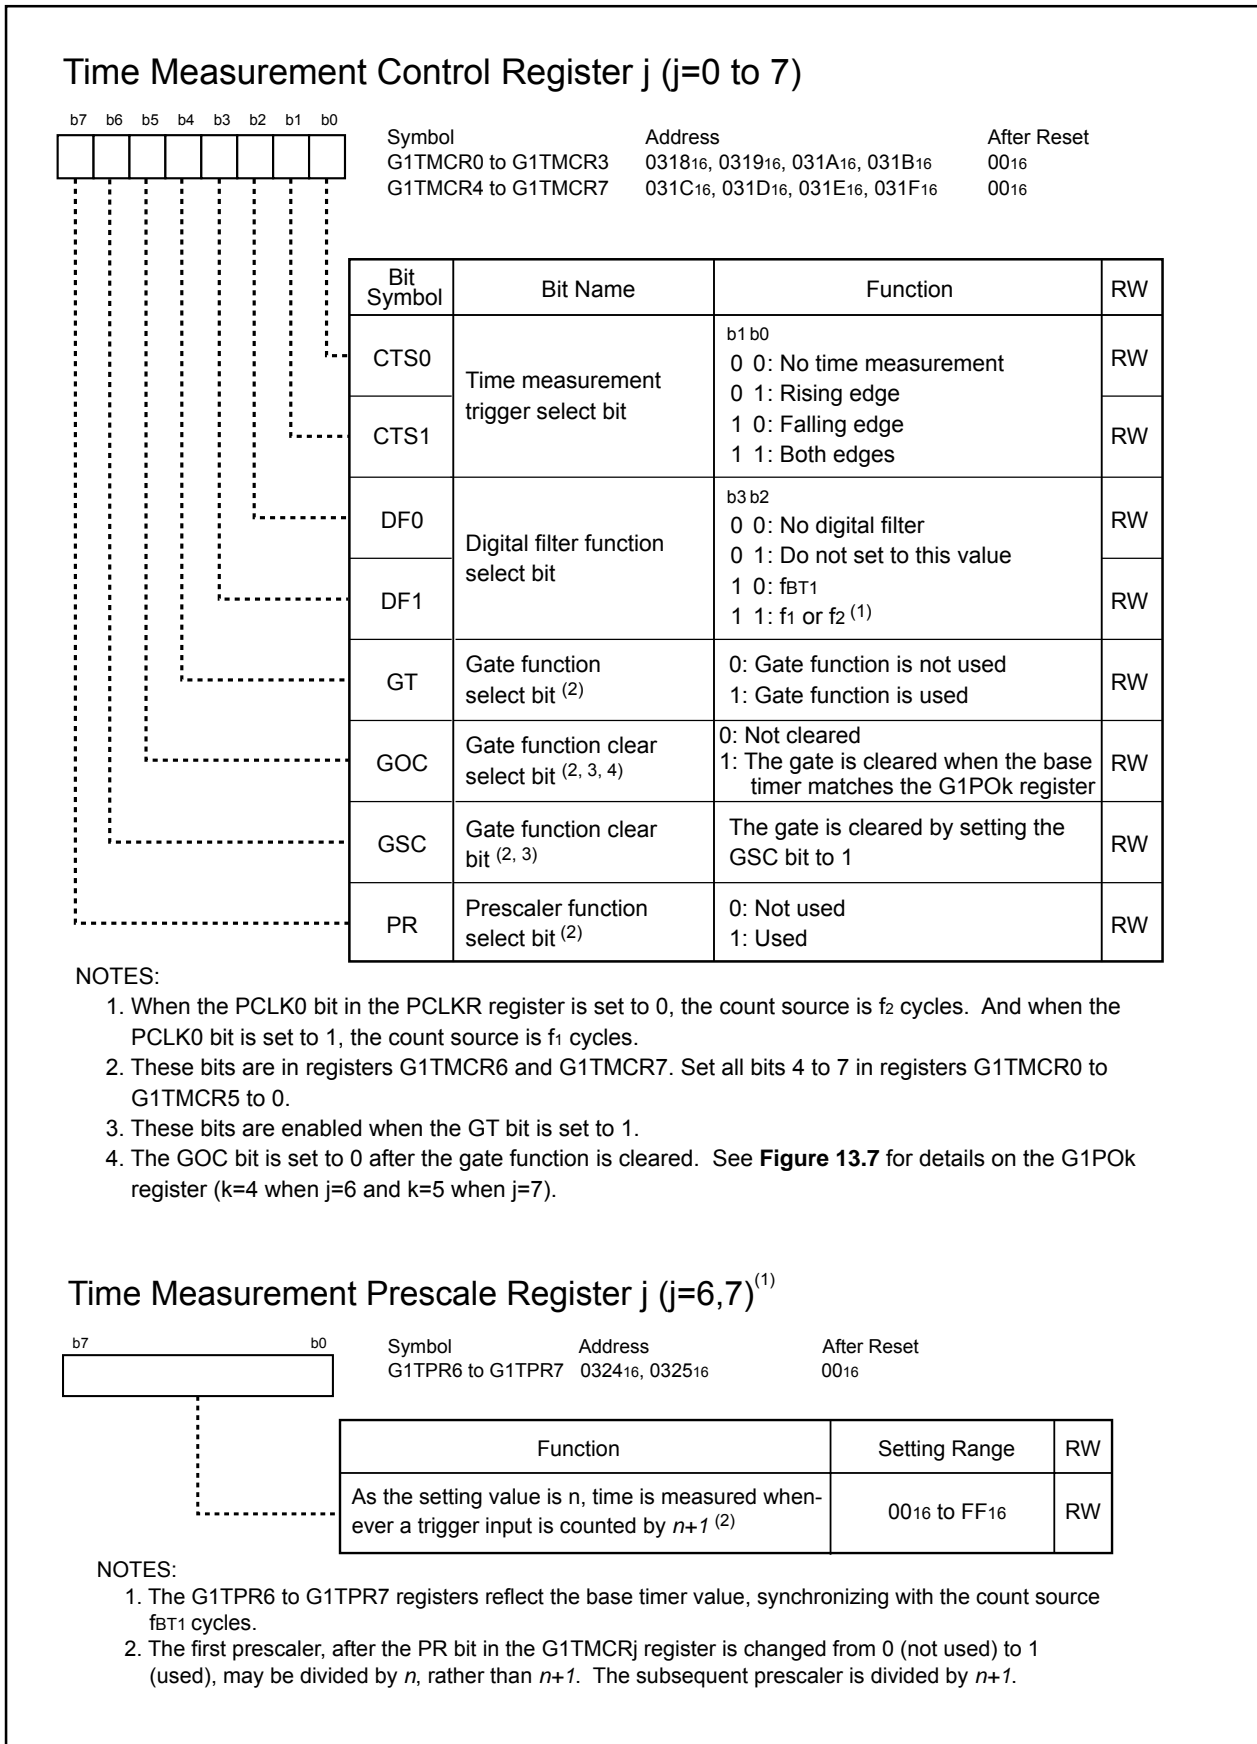 Time Measurement Control Register j (j=0 to 7)
b7 b6 b5 b4 b3 b2 b1 b0
Symbol Address After Reset
G1TMCR0 to G1TMCR3 031816, 031916, 031A16, 031B16 0016
G1TMCR4 to G1TMCR7 031C16, 031D16, 031E16, 031F16 0016
Bit Symbol Bit Name Function RW
CTS0 RW
CTS1 RW
Time measurement
trigger select bit
b1 b0
0 0: No time measurement
0 1: Rising edge
1 0: Falling edge
1 1: Both edges
DF0 RW
DF1 RW
Digital filter function
select bit
b3 b2
0 0: No digital filter
0 1: Do not set to this value
1 0: fBT1
1 1: f1 or f2 (1)
GT
Gate function
select bit (2)
0: Gate function is not used
1: Gate function is used
RW
GOC
Gate function clear
select bit (2, 3, 4)
0: Not cleared
1: The gate is cleared when the base
timer matches the G1POk register
RW
GSC
Gate function clear
bit (2, 3)
The gate is cleared by setting the
GSC bit to 1
RW
PR
Prescaler function
select bit (2)
0: Not used
1: Used
RW
NOTES:
1. When the PCLK0 bit in the PCLKR register is set to 0, the count source is f2 cycles. And when the
PCLK0 bit is set to 1, the count source is f1 cycles.
2. These bits are in registers G1TMCR6 and G1TMCR7. Set all bits 4 to 7 in registers G1TMCR0 to
G1TMCR5 to 0.
3. These bits are enabled when the GT bit is set to 1.
4. The GOC bit is set to 0 after the gate function is cleared. See Figure 13.7 for details on the G1POk
register (k=4 when j=6 and k=5 when j=7).
Time Measurement Prescale Register j (j=6,7)(1)
b7 b0
Symbol Address After Reset
G1TPR6 to G1TPR7 032416, 032516 0016
Function Setting Range RW
As the setting value is n, time is measured when-
ever a trigger input is counted by n+1 (2)
0016 to FF16 RW
NOTES:
1. The G1TPR6 to G1TPR7 registers reflect the base timer value, synchronizing with the count source
fBT1 cycles.
2. The first prescaler, after the PR bit in the G1TMCRj register is changed from 0 (not used) to 1
(used), may be divided by n, rather than n+1. The subsequent prescaler is divided by n+1.